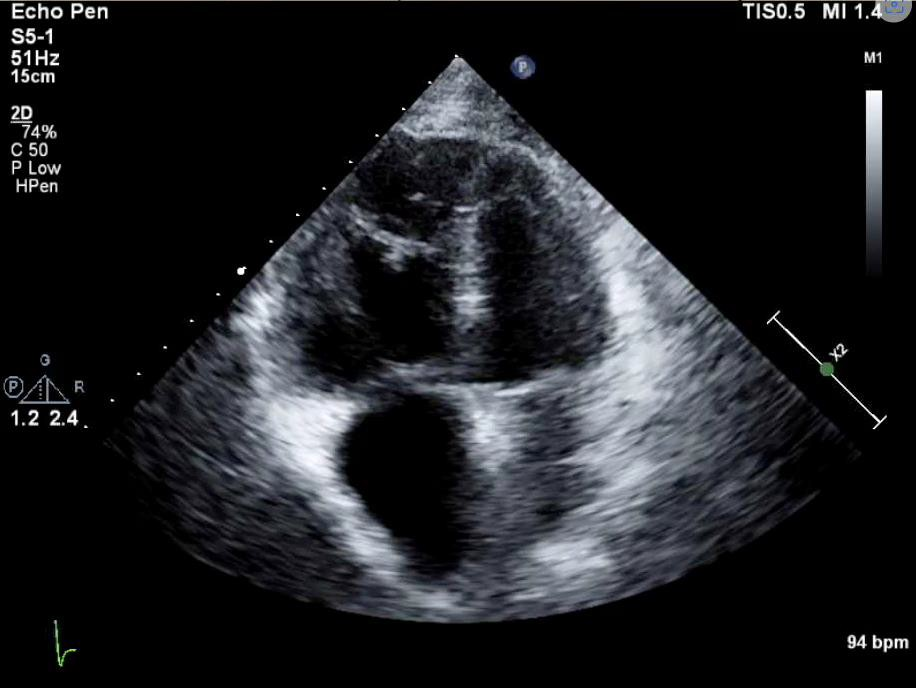 Echo Pen
TIS0.5 MI 1.4
S5-1
51Hz
15cm
M1
2D
74%
C 50
P Low
HPen
P
X2
G
P R
1.2 2.4
94 bpm